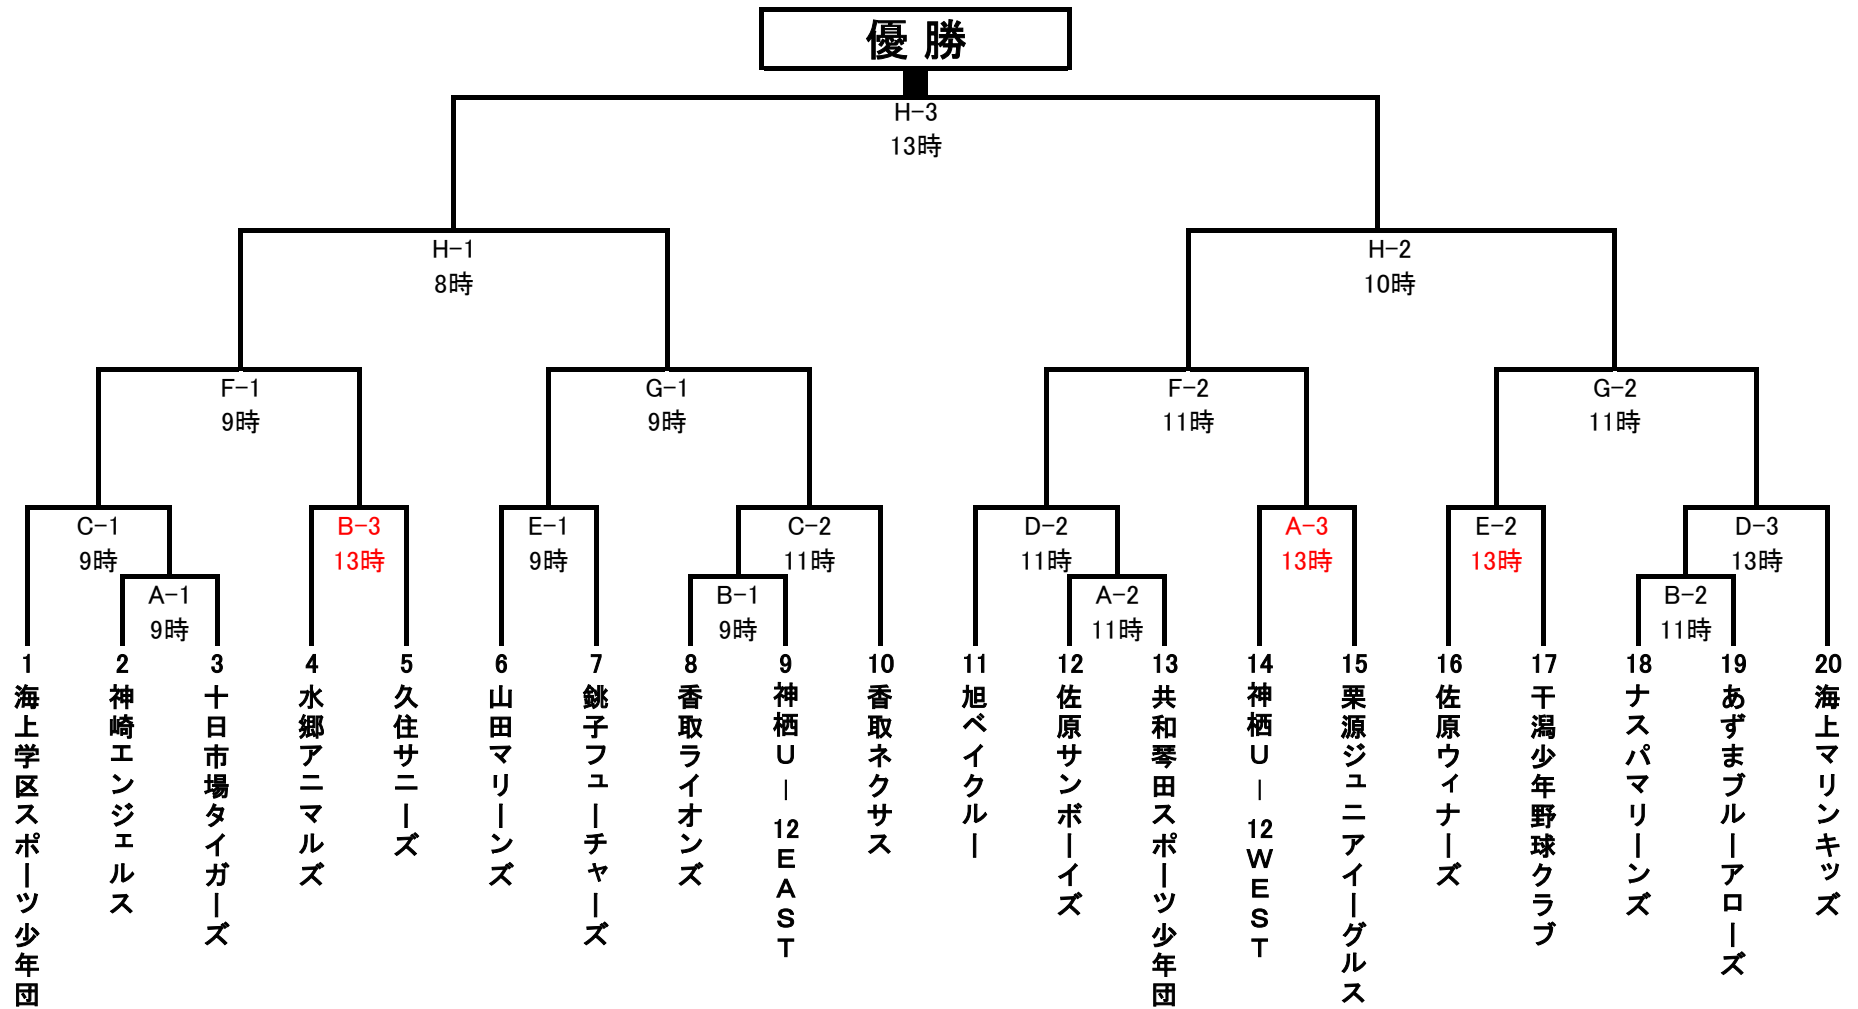 優勝
H-3
13時
H-1
8時
H-2
10時
F-1
9時
G-1
9時
F-2
11時
G-2
11時
C-1
9時
B-3
13時
E-1
9時
C-2
11時
D-2
11時
A-3
13時
E-2
13時
D-3
13時
A-1
9時
B-1
9時
A-2
11時
B-2
11時
1 海上学区スポーツ少年団
2 神崎エンジェルス
3 十日市場タイガーズ
4 水郷アニマルズ
5 久住サニーズ
6 山田マリーンズ
7 銚子フューチャーズ
8 香取ライオンズ
9 神栖U-12EAST
10 香取ネクサス
11 旭ベイクルー
12 佐原サンボーイズ
13 共和琴田スポーツ少年団
14 神栖U-12WEST
15 栗源ジュニアイーグルス
16 佐原ウィナーズ
17 干潟少年野球クラブ
18 ナスパマリーンズ
19 あずまブルーアローズ
20 海上マリンキッズ